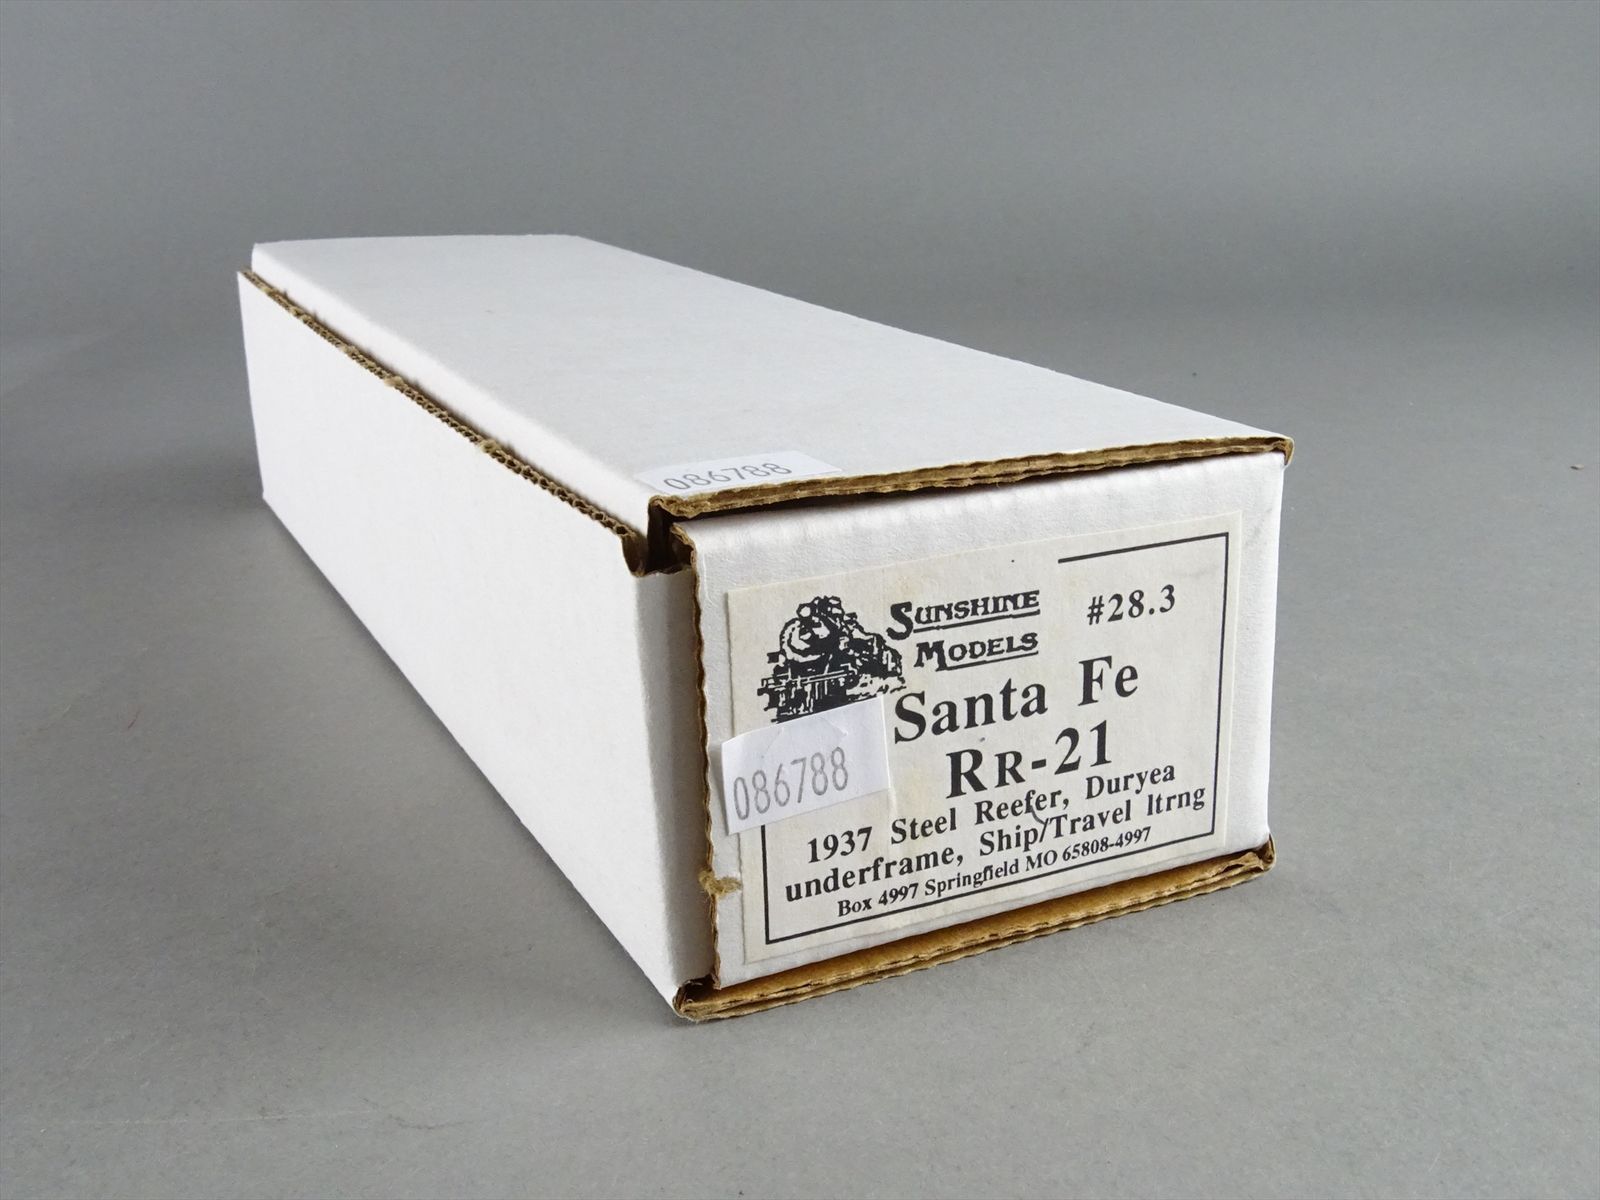 086788
SUNSHINE
MODELS
#28.3
Santa Fe
RR-21
086788
1937 Steel Reefer, Duryea
underframe, Ship/Travel ltrng
Box 4997 Springfield MO 65808-4997